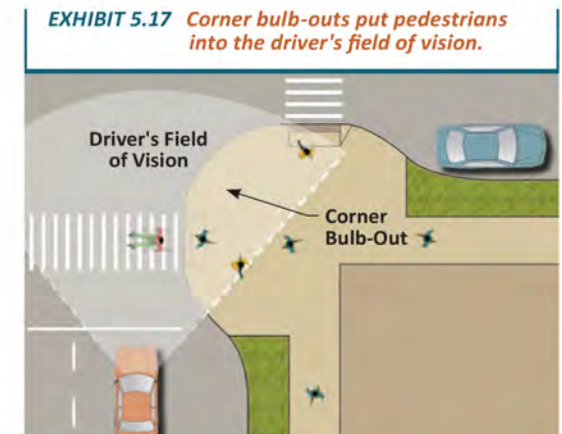 EXHIBIT 5.17 Corner bulb-outs put pedestrians
into the driver's field of vision.
Driver's Field
of Vision
Corner
Bulb-Out